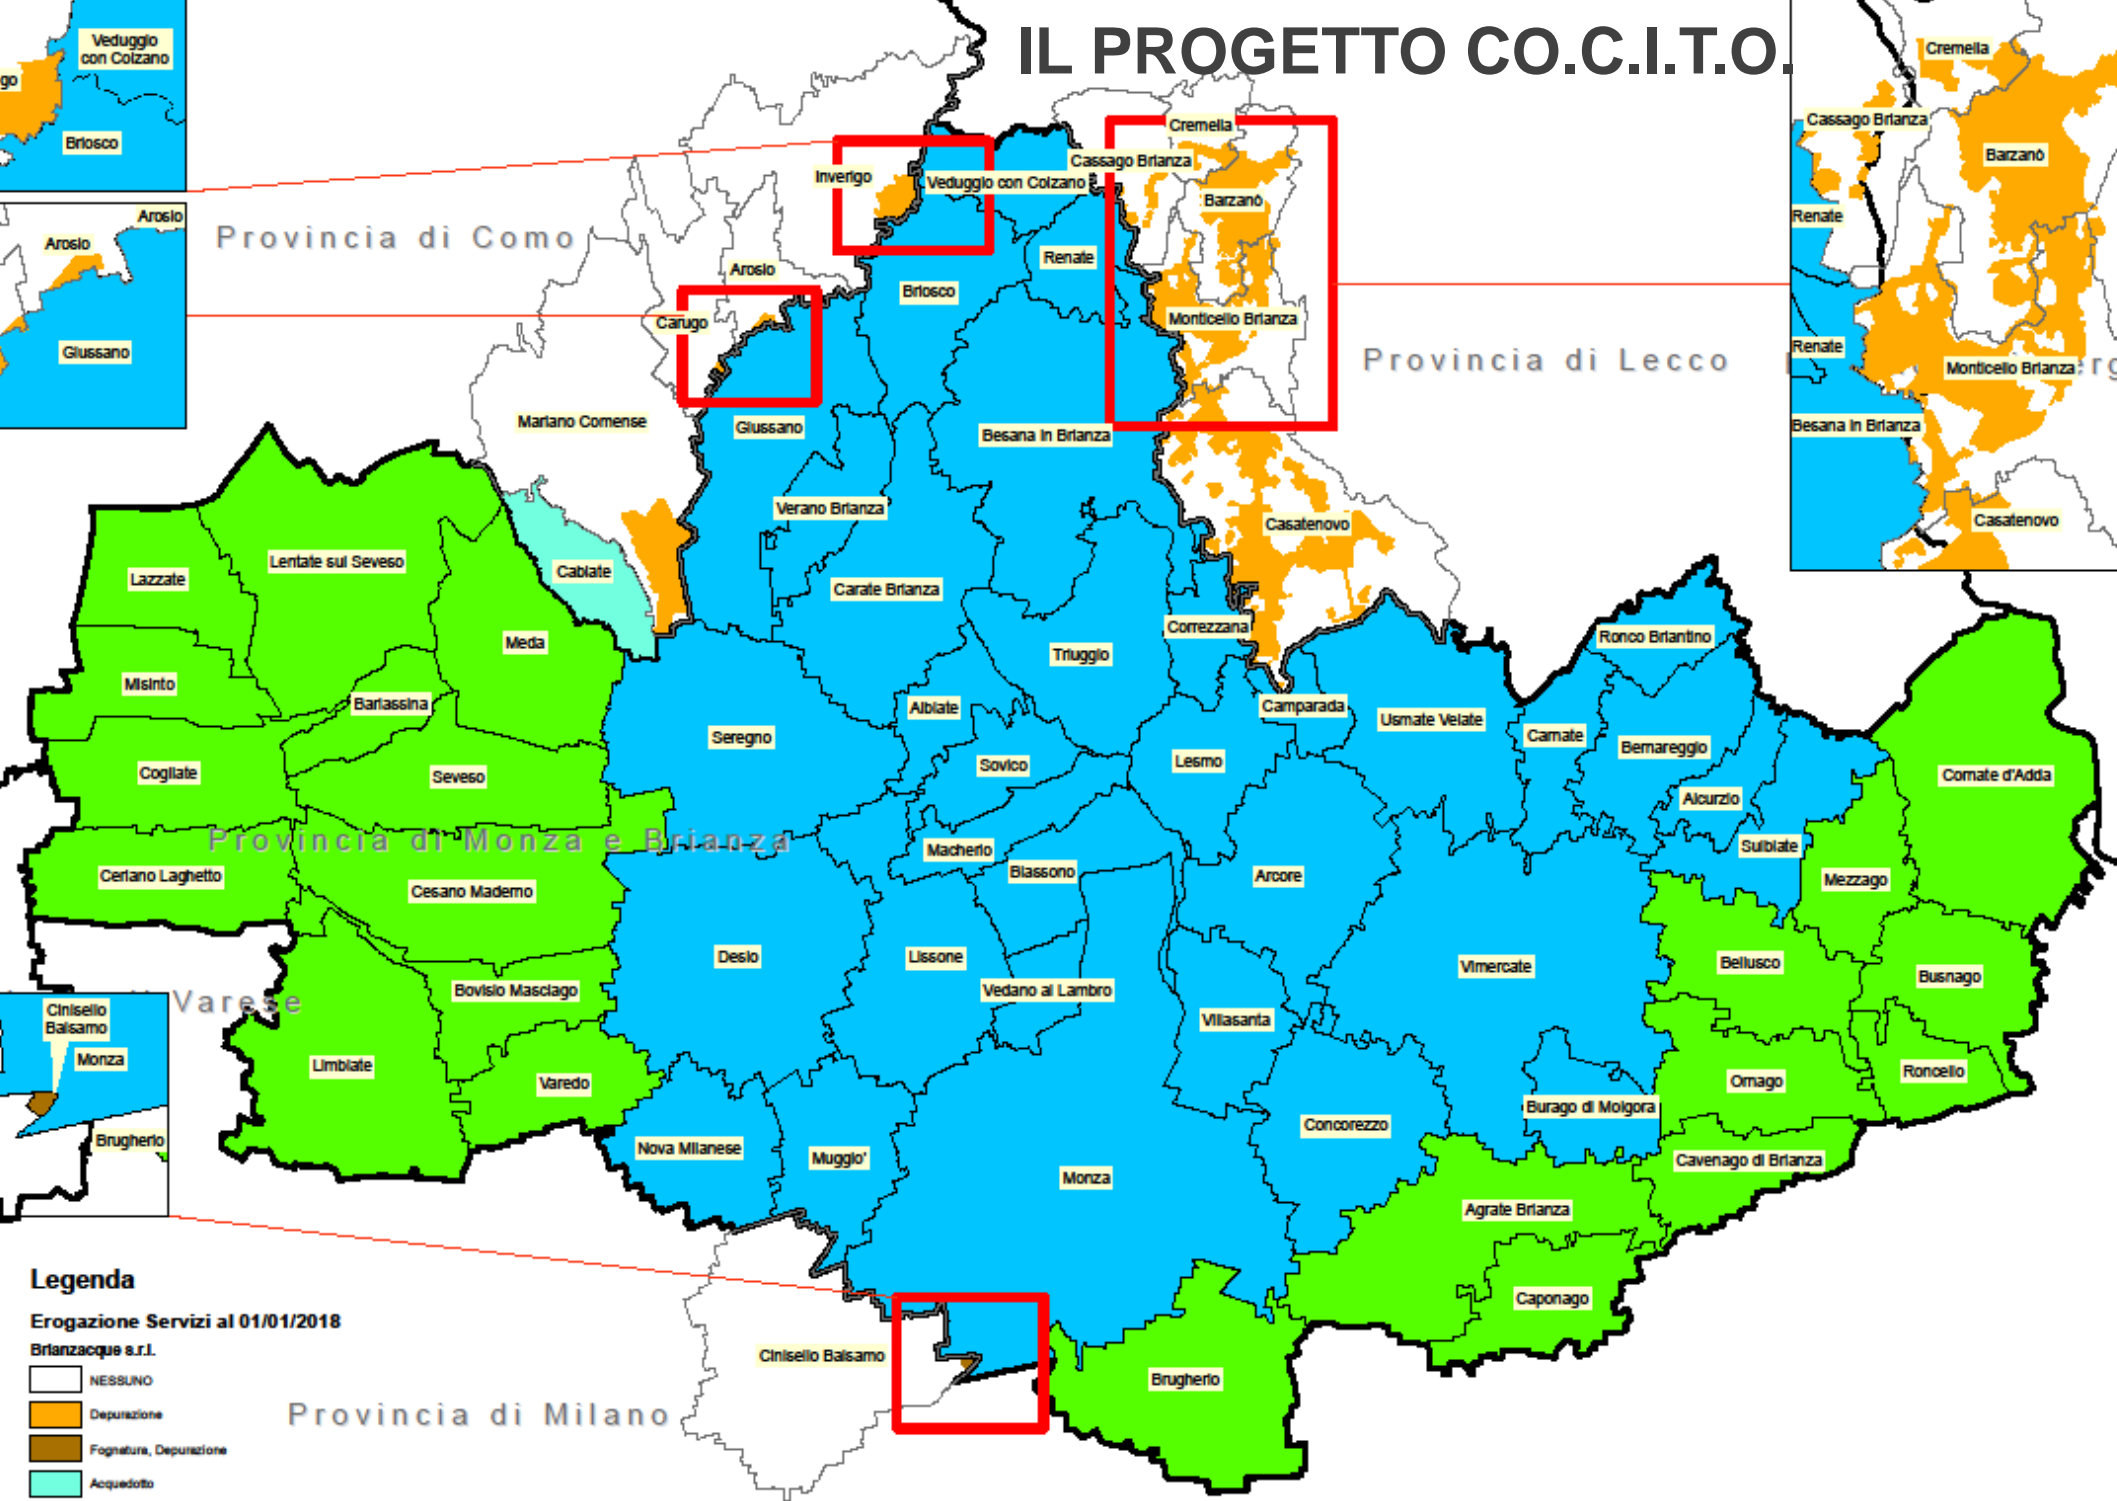 IL PROGETTO CO.C.I.T.O.
Veduggio
con Colzano
go
Briosco
Arosio
Arosio
Giussano
Provincia di Como
Inverigo
Veduggio con Colzano
Cassago Brianza
Cremella
Barzanò
Renate
Briosco
Arosio
Carugo
Monticello Brianza
Provincia di Lecco
Cremella
Cassago Brianza
Barzanò
Renate
Renate
Monticello Brianza
erg
Besana in Brianza
Casatenovo
Mariano Comense
Giussano
Besana in Brianza
Verano Brianza
Casatenovo
Lentate sul Seveso
Lazzate
Cabiate
Carate Brianza
Correzzana
Ronco Briantino
Meda
Triuggio
Misinto
Barlassina
Albiate
Camparada
Usmate Velate
Carnate
Bernareggio
Seregno
Sovico
Lesmo
Cogliate
Seveso
Cornate d'Adda
Aicurzio
Provincia di Monza e Brianza
Macherio
Sulbiate
Biassono
Ceriano Laghetto
Cesano Maderno
Arcore
Mezzago
Desio
Lissone
Vimercate
Bellusco
Busnago
Bovisio Masciago
Vedano al Lambro
Varese
Villasanta
Cinisello
Balsamo
Monza
Brugherio
Limbiate
Varedo
Ornago
Roncello
Burago di Molgora
Concorezzo
Nova Milanese
Muggio'
Monza
Cavenago di Brianza
Agrate Brianza
Caponago
Cinisello Balsamo
Brugherio
Provincia di Milano
Legenda
Erogazione Servizi al 01/01/2018
Brianzacque s.r.l.
NESSUNO
Depurazione
Fognatura, Depurazione
Acquedotto